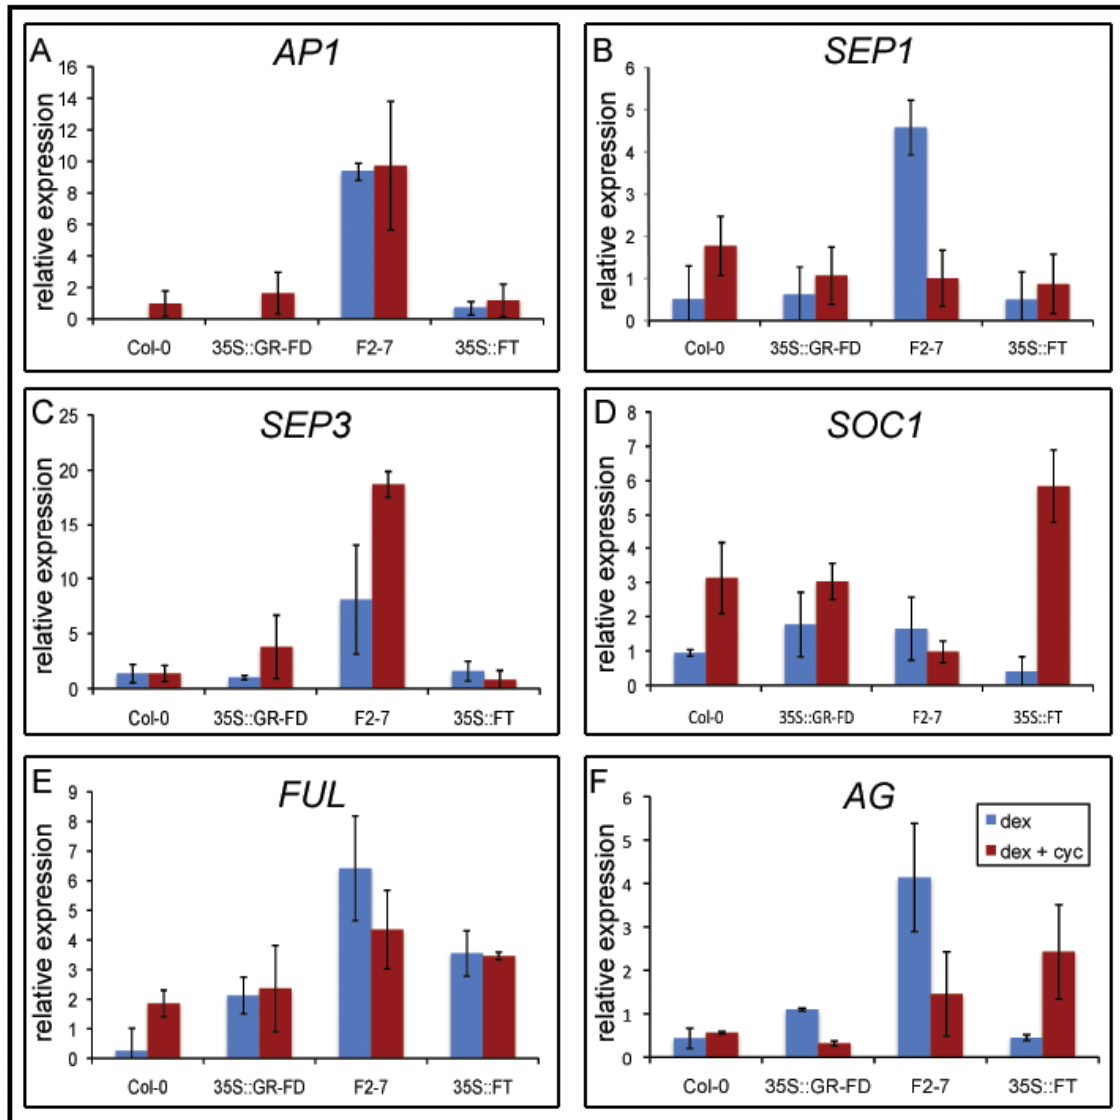 A
AP1
relative expression
16
14
12
10
8
6
4
2
0
Col-0 35S::GR-FD F2-7 35S::FT
B
SEP1
relative expression
6
5
4
3
2
1
0
Col-0 35S::GR-FD F2-7 35S::FT
C
SEP3
relative expression
25
20
15
10
5
0
Col-0 35S::GR-FD F2-7 35S::FT
D
SOC1
relative expression
8
7
6
5
4
3
2
1
0
Col-0 35S::GR-FD F2-7 35S::FT
E
FUL
relative expression
9
8
7
6
5
4
3
2
1
0
Col-0 35S::GR-FD F2-7 35S::FT
F
AG
relative expression
6
5
4
3
2
1
0
dex
dex + cyc
Col-0 35S::GR-FD F2-7 35S::FT